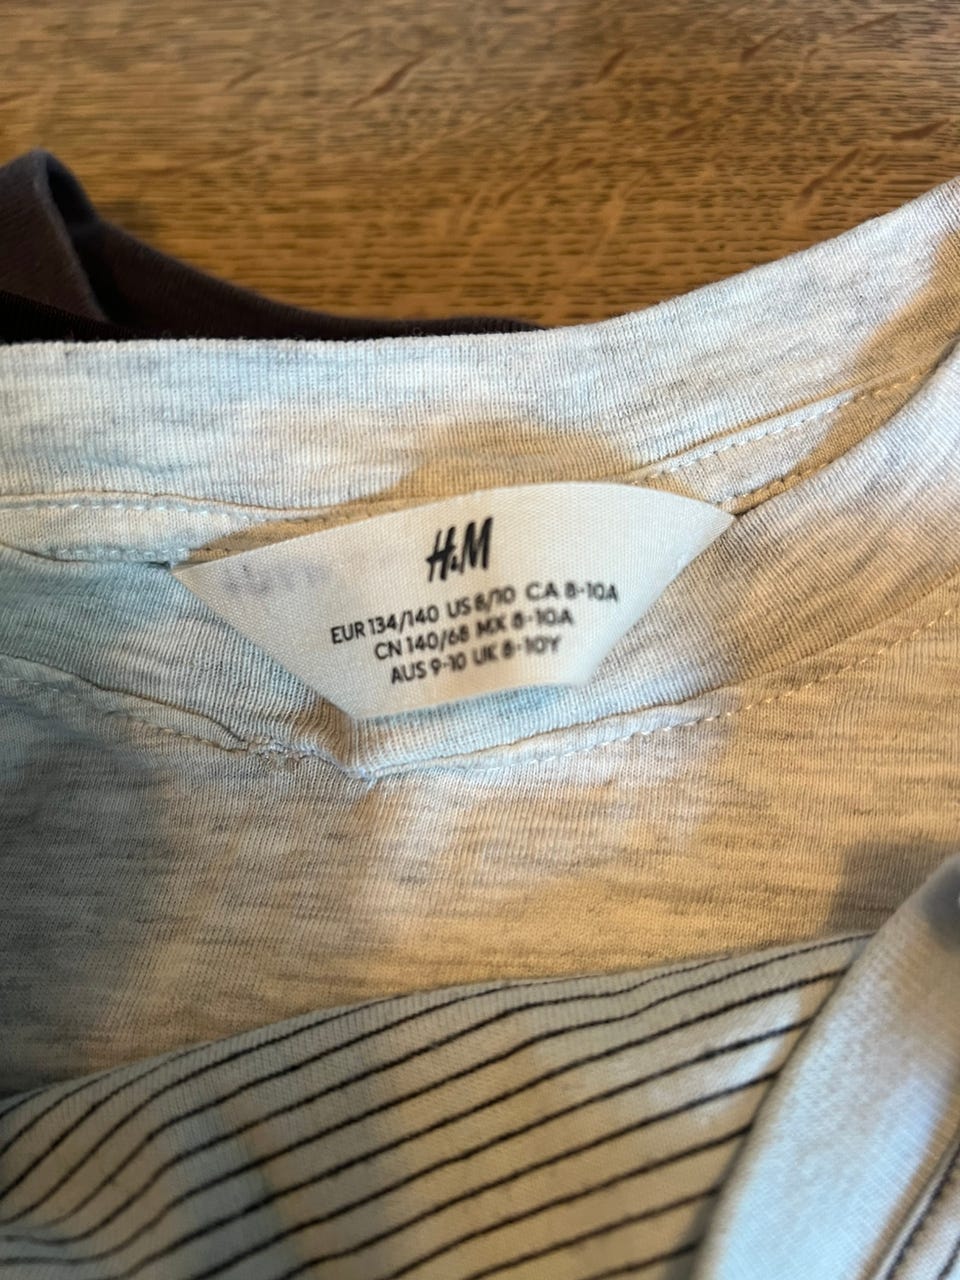 H&M
EUR 134/140 US 8/10 CA 8-10A
CN 140/68 MX 8-10A
AUS 9-10 UK 8-10Y